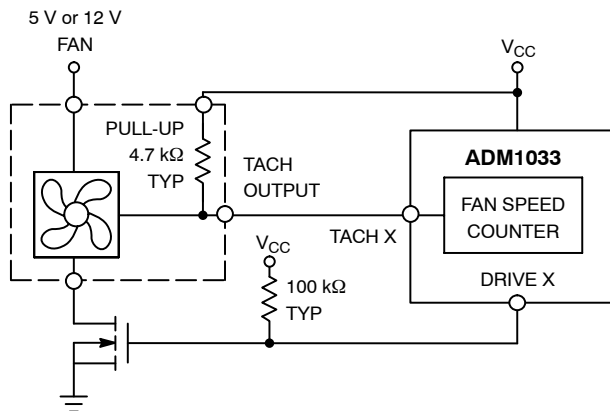 5 V or 12 V
FAN
V_CC
PULL-UP
4.7 kΩ
TYP
TACH
OUTPUT
ADM1033
FAN SPEED
COUNTER
TACH X
V_CC
100 kΩ
TYP
DRIVE X